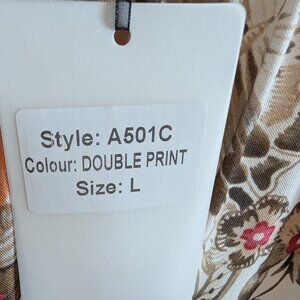 Style: A501C
Colour: DOUBLE PRINT
Size: L